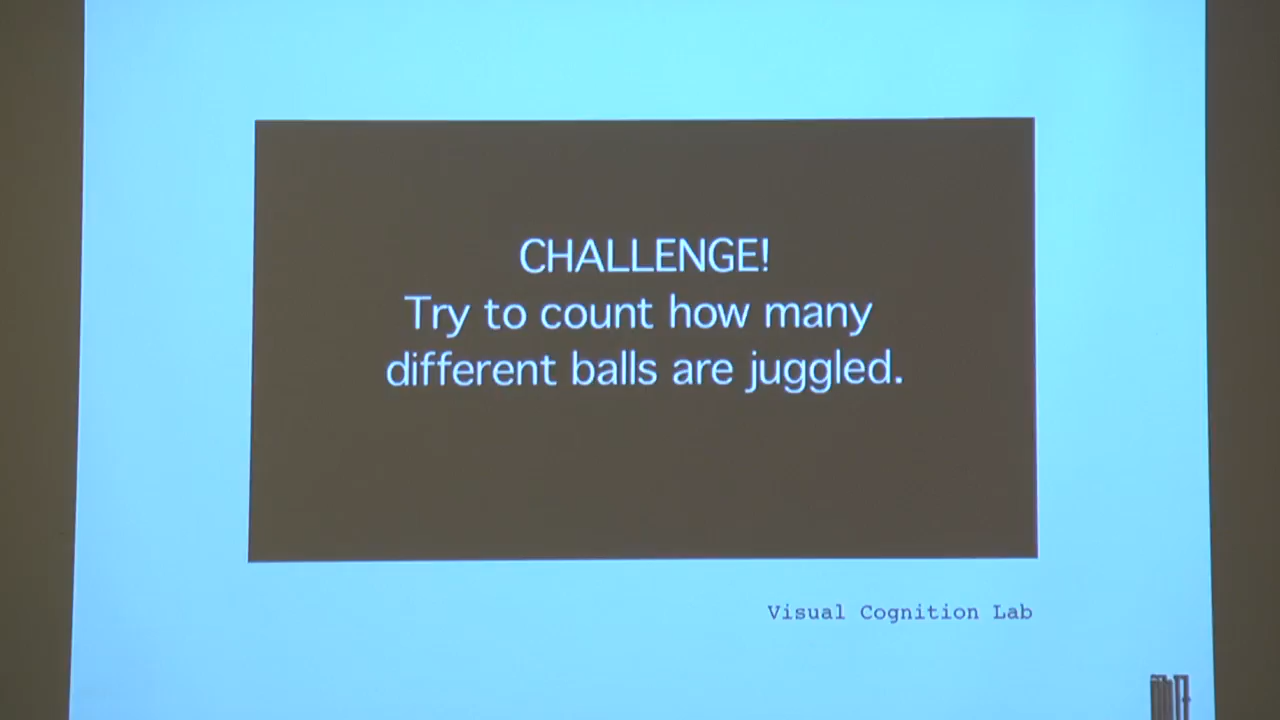 CHALLENGE!
Try to count how many
different balls are juggled.
Visual Cognition Lab